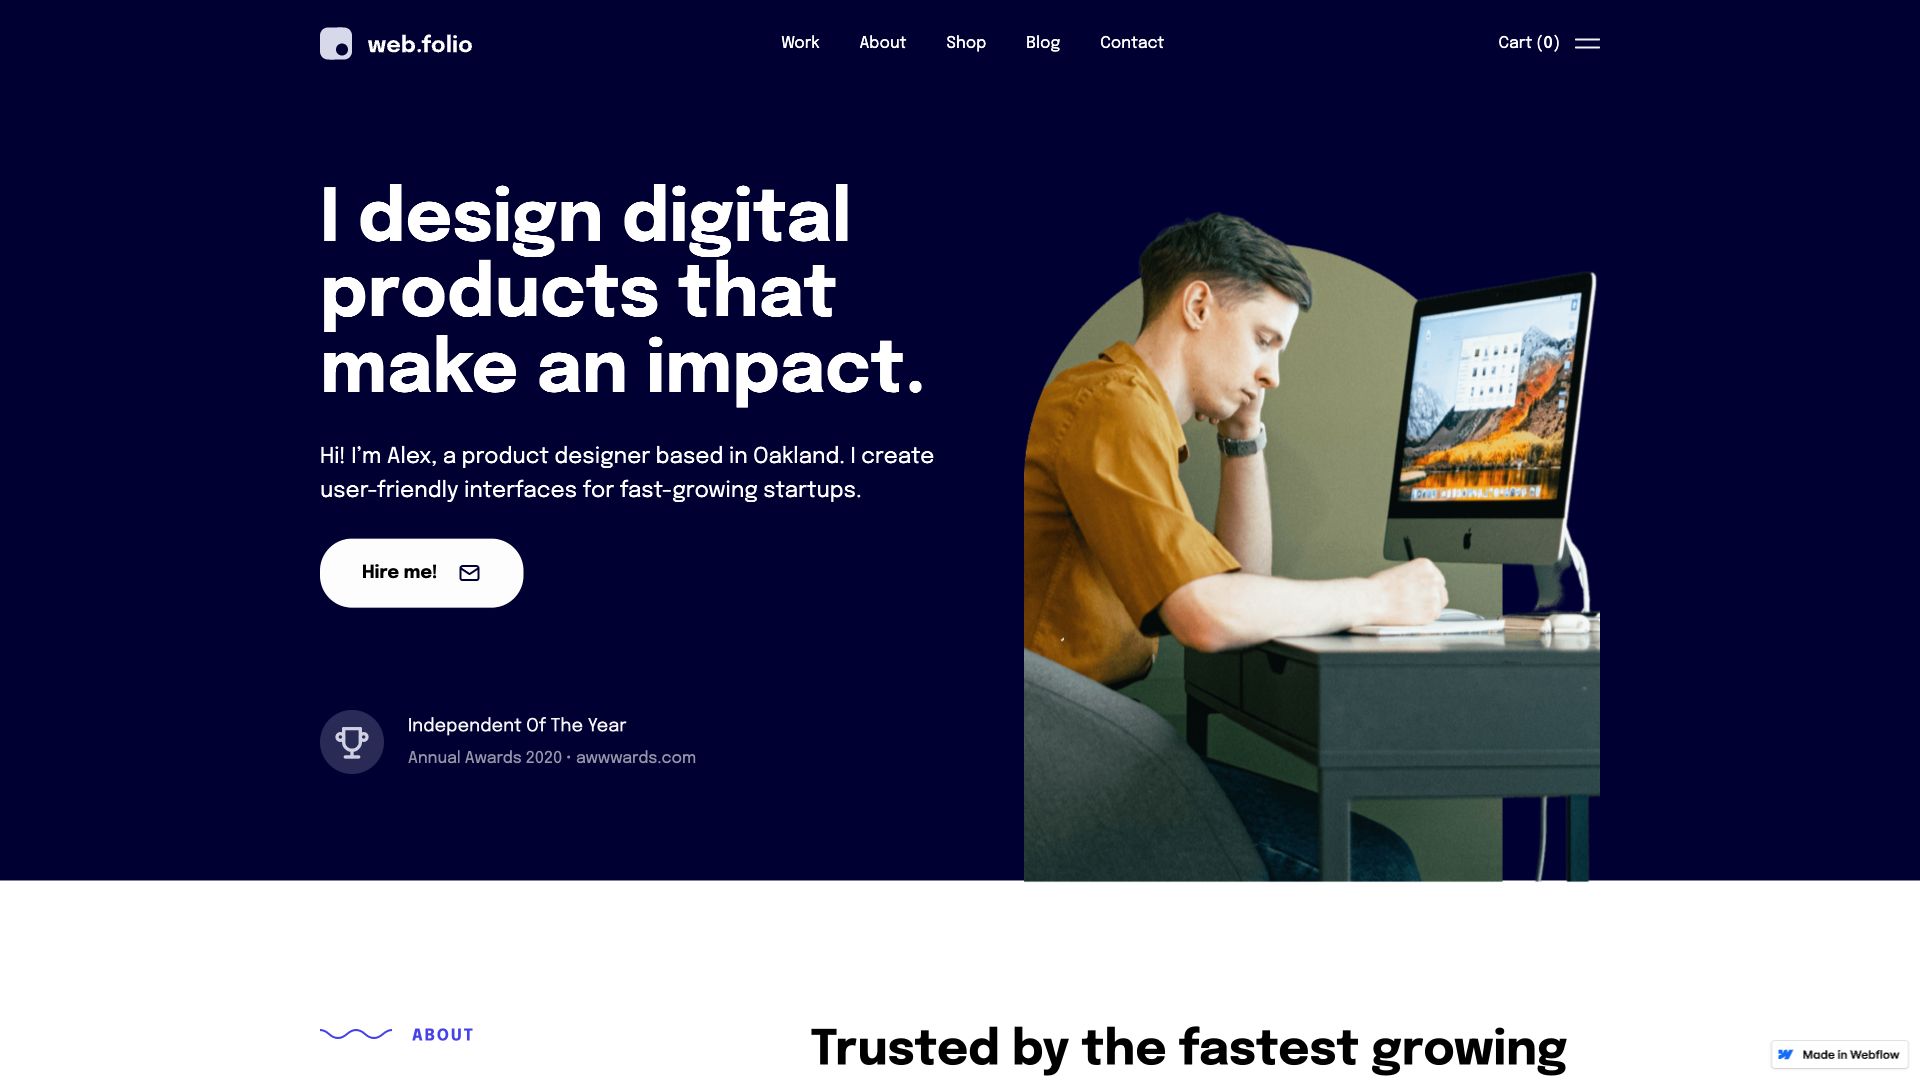 web.folio
Work
About
Shop
Blog
Contact
Cart (0)
I design digital
products that
make an impact.
Hi! I’m Alex, a product designer based in Oakland. I create
user-friendly interfaces for fast-growing startups.
Hire me!
Independent Of The Year
Annual Awards 2020 • awwwards.com
ABOUT
Trusted by the fastest growing
Made in Webflow